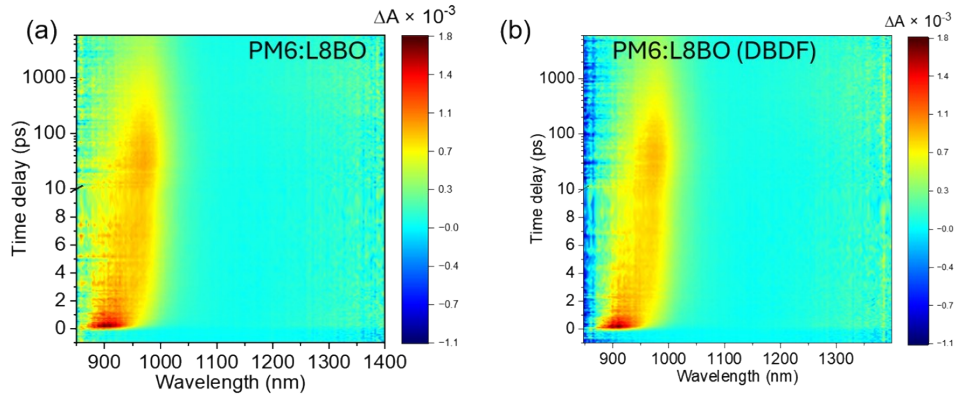 (a)
PM6:L8BO
ΔA × 10⁻³
1.8
1.4
1.1
0.7
0.3
−0.0
−0.4
−0.7
−1.1
1000
100
10
8
6
4
2
0
Time delay (ps)
900 1000 1100 1200 1300 1400
Wavelength (nm)
(b)
PM6:L8BO (DBDF)
ΔA × 10⁻³
1.8
1.4
1.1
0.7
0.3
−0.0
−0.4
−0.7
−1.1
1000
100
10
8
6
4
2
0
Time delay (ps)
900 1000 1100 1200 1300
Wavelength (nm)